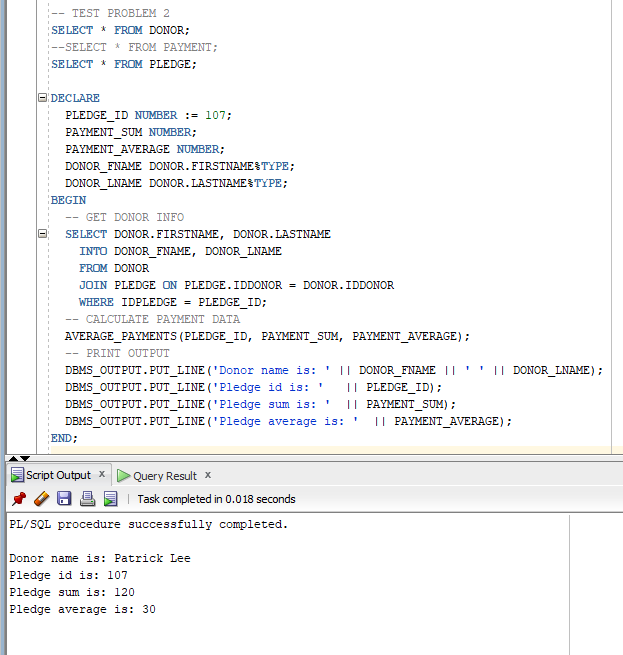 -- TEST PROBLEM 2
SELECT * FROM DONOR;
--SELECT * FROM PAYMENT;
SELECT * FROM PLEDGE;

DECLARE
  PLEDGE_ID NUMBER := 107;
  PAYMENT_SUM NUMBER;
  PAYMENT_AVERAGE NUMBER;
  DONOR_FNAME DONOR.FIRSTNAME%TYPE;
  DONOR_LNAME DONOR.LASTNAME%TYPE;
BEGIN
  -- GET DONOR INFO
  SELECT DONOR.FIRSTNAME, DONOR.LASTNAME
    INTO DONOR_FNAME, DONOR_LNAME
    FROM DONOR
    JOIN PLEDGE ON PLEDGE.IDDONOR = DONOR.IDDONOR
    WHERE IDPLEDGE = PLEDGE_ID;
  -- CALCULATE PAYMENT DATA
  AVERAGE_PAYMENTS(PLEDGE_ID, PAYMENT_SUM, PAYMENT_AVERAGE);
  -- PRINT OUTPUT
  DBMS_OUTPUT.PUT_LINE('Donor name is: ' || DONOR_FNAME || ' ' || DONOR_LNAME);
  DBMS_OUTPUT.PUT_LINE('Pledge id is: '   || PLEDGE_ID);
  DBMS_OUTPUT.PUT_LINE('Pledge sum is: '  || PAYMENT_SUM);
  DBMS_OUTPUT.PUT_LINE('Pledge average is: '  || PAYMENT_AVERAGE);
END;
Script Output x Query Result x
Task completed in 0.018 seconds
PL/SQL procedure successfully completed.

Donor name is: Patrick Lee
Pledge id is: 107
Pledge sum is: 120
Pledge average is: 30